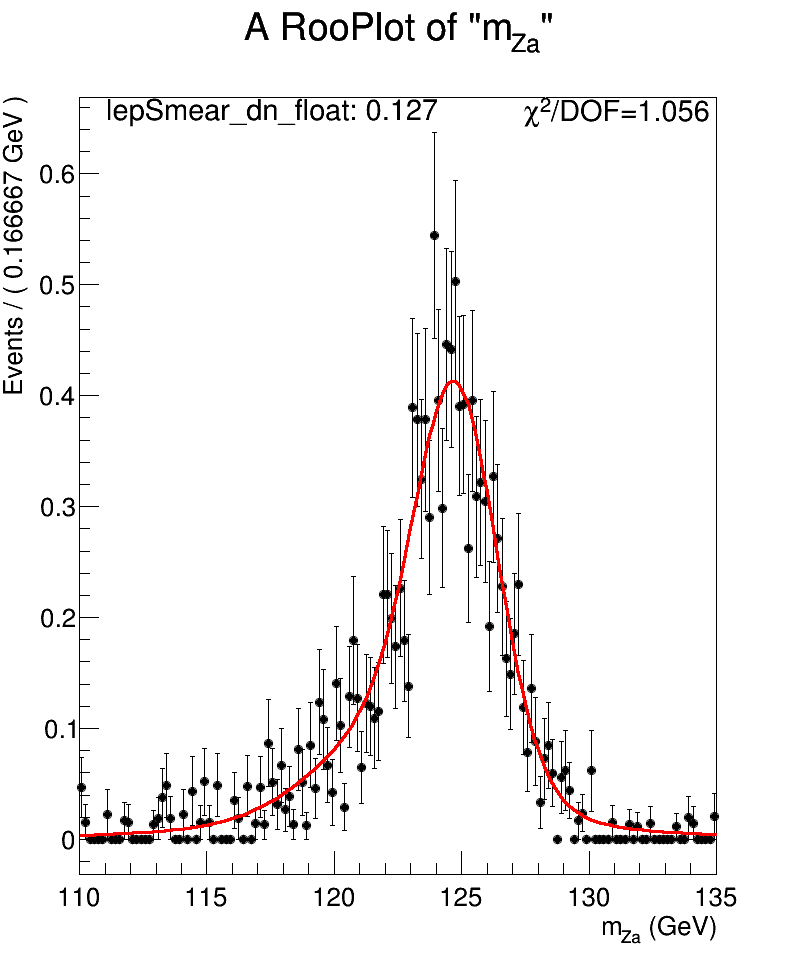 A RooPlot of "m_Za"
lepSmear_dn_float: 0.127
χ²/DOF=1.056
Events / ( 0.166667 GeV )
0.6
0.5
0.4
0.3
0.2
0.1
0
110 115 120 125 130 135
m_Za (GeV)